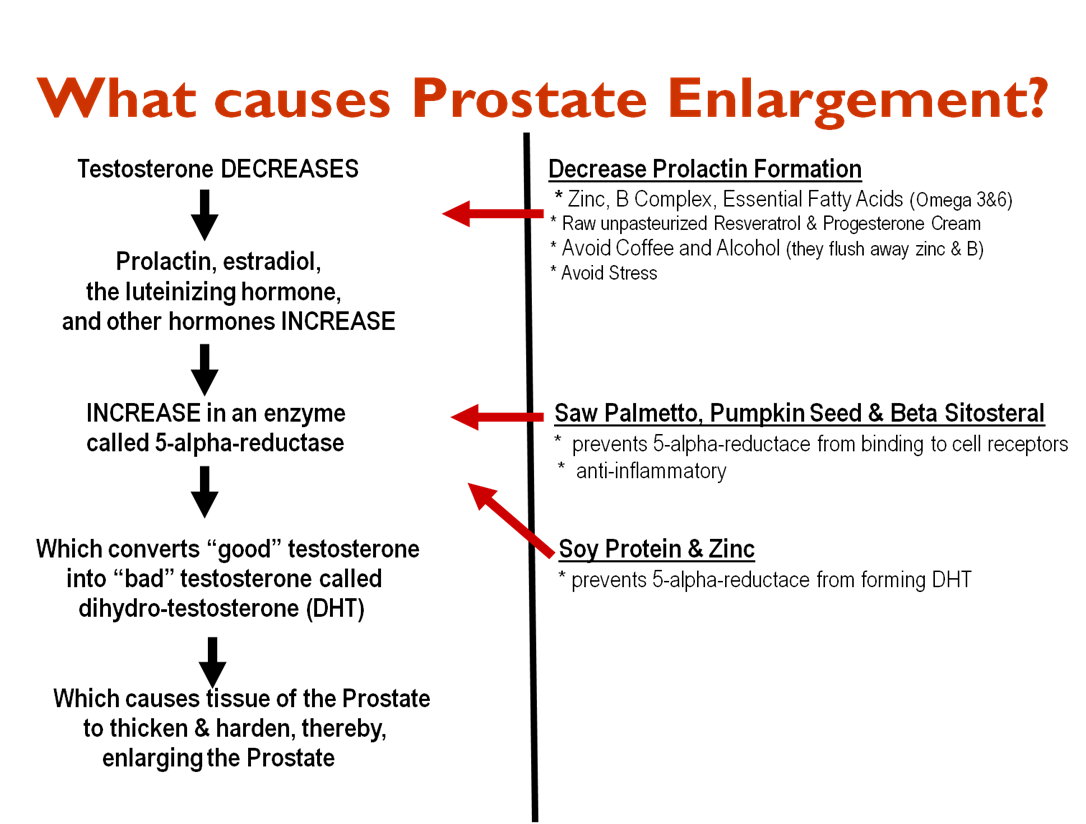 What causes Prostate Enlargement?
Testosterone DECREASES
Prolactin, estradiol,
the luteinizing hormone,
and other hormones INCREASE
INCREASE in an enzyme
called 5-alpha-reductase
Which converts “good” testosterone
into “bad” testosterone called
dihydro-testosterone (DHT)
Which causes tissue of the Prostate
to thicken & harden, thereby,
enlarging the Prostate
Decrease Prolactin Formation
* Zinc, B Complex, Essential Fatty Acids (Omega 3&6)
* Raw unpasteurized Resveratrol & Progesterone Cream
* Avoid Coffee and Alcohol (they flush away zinc & B)
* Avoid Stress
Saw Palmetto, Pumpkin Seed & Beta Sitosteral
* prevents 5-alpha-reductace from binding to cell receptors
* anti-inflammatory
Soy Protein & Zinc
* prevents 5-alpha-reductace from forming DHT